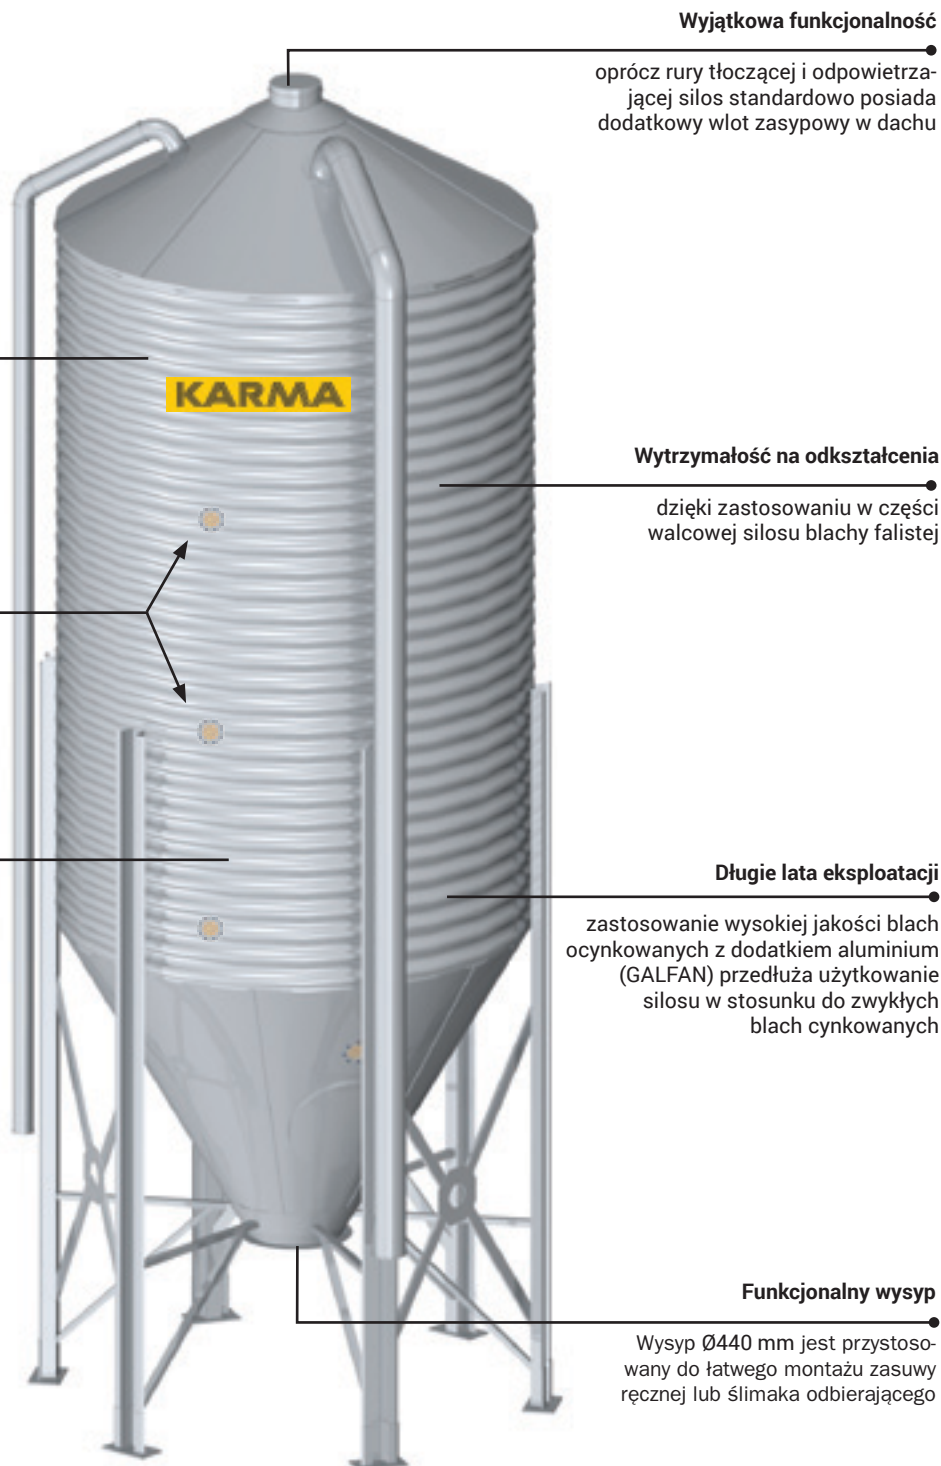 Wyjątkowa funkcjonalność
oprócz rury tłoczącej i odpowietrza-
jącej silos standardowo posiada
dodatkowy wlot zasypowy w dachu
KARMA
Wytrzymałość na odkształcenia
dzięki zastosowaniu w części
walcowej silosu blachy falistej
Długie lata eksploatacji
zastosowanie wysokiej jakości blach
ocynkowanych z dodatkiem aluminium
(GALFAN) przedłuża użytkowanie
silosu w stosunku do zwykłych
blach cynkowanych
Funkcjonalny wysyp
Wysyp Ø440 mm jest przystoso-
wany do łatwego montażu zasuwy
ręcznej lub ślimaka odbierającego